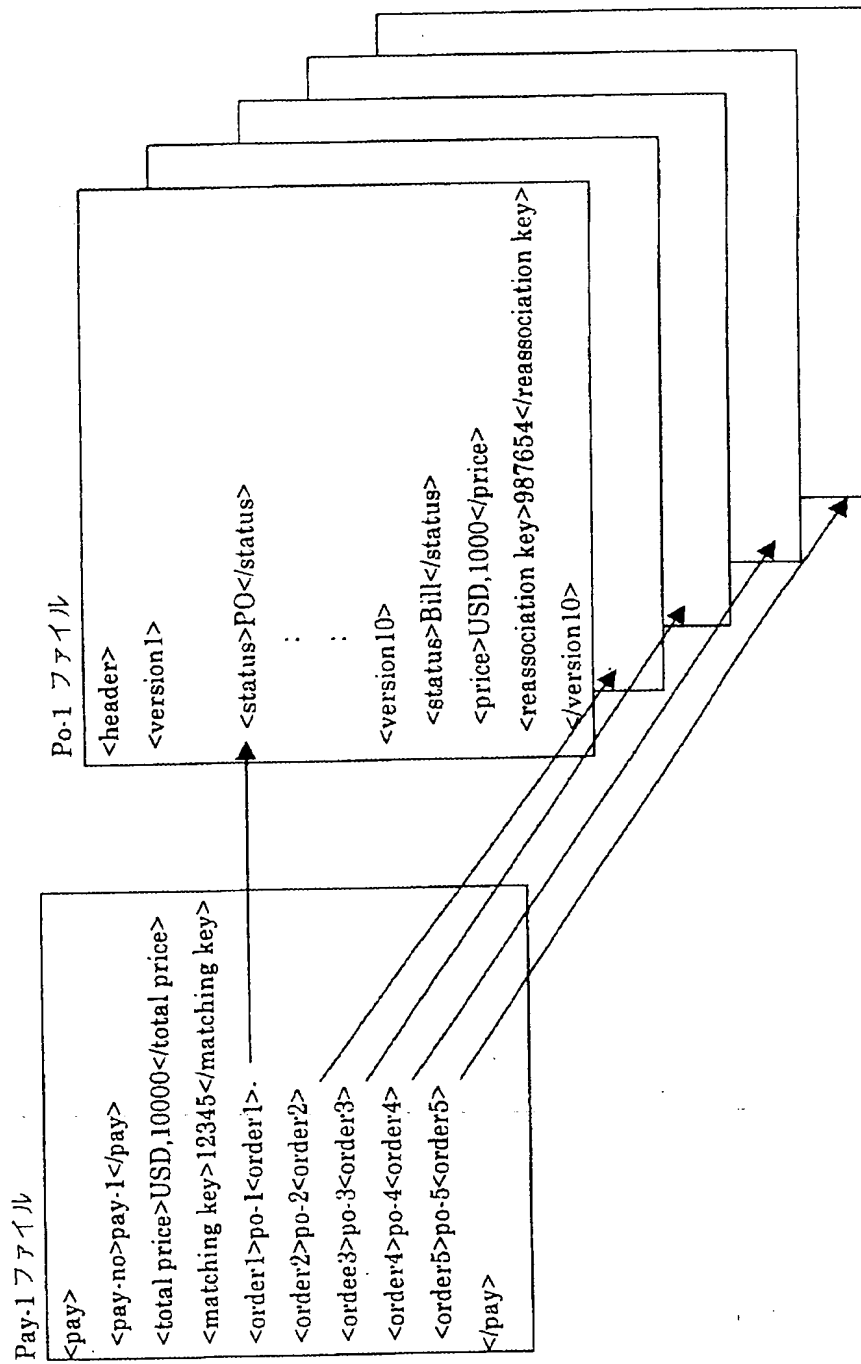 Pay-1 ファイル
<pay>
<pay-no>pay-1</pay>
<total price>USD,10000</total price>
<matching key>12345</matching key>
<order1>po-1<order1>
<order2>po-2<order2>
<ordee3>po-3<order3>
<order4>po-4<order4>
<order5>po-5<order5>
</pay>
Po-1 ファイル
<header>
<version1>
<status>PO</status>
:
:
<version10>
<status>Bill</status>
<price>USD,1000</price>
<reassociation key>987654</reassociation key>
</version10>